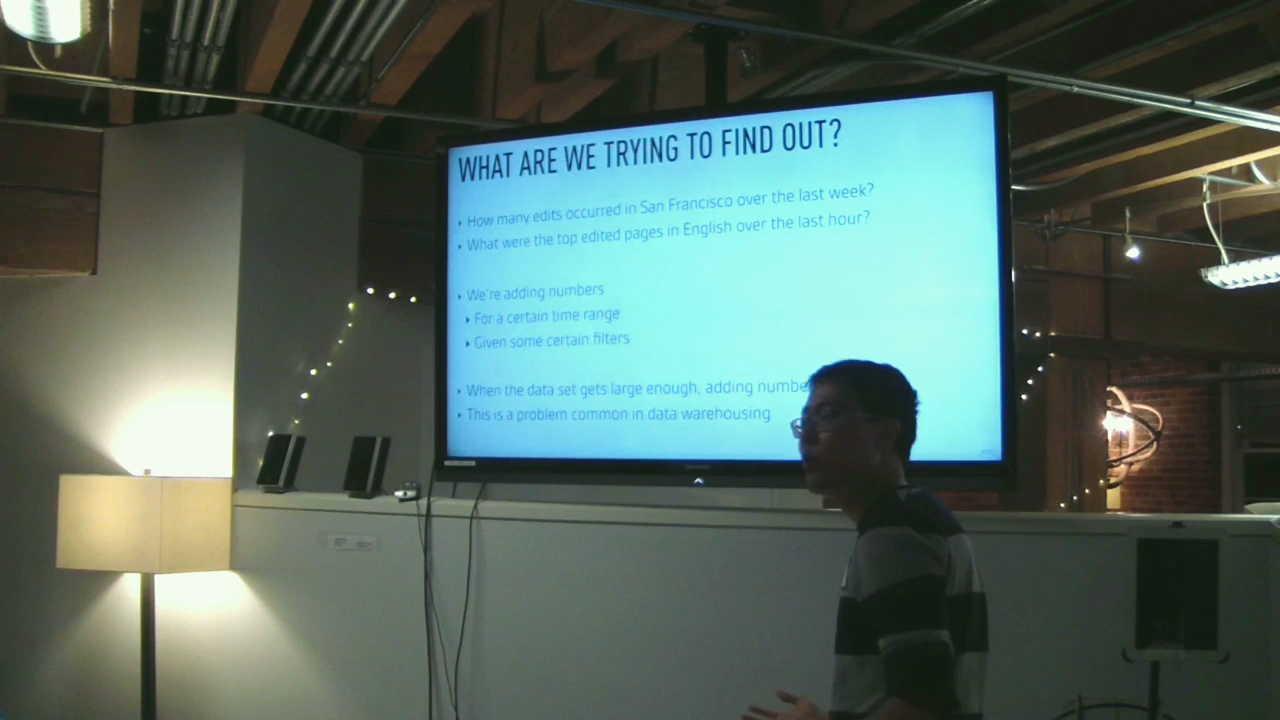 WHAT ARE WE TRYING TO FIND OUT?
How many edits occurred in San Francisco over the last week?
What were the top edited pages in English over the last hour?
We're adding numbers
For a certain time range
Given some certain filters
When the data set gets large enough, adding numbe
This is a problem common in data warehousing